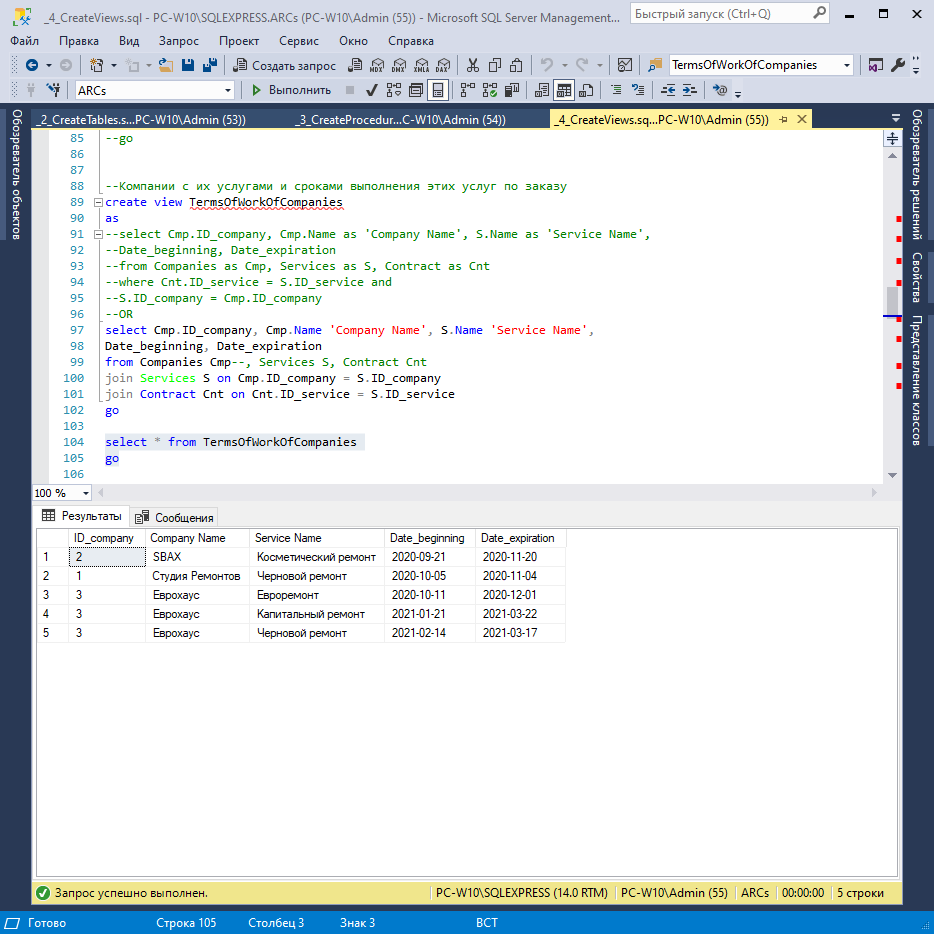 _4_CreateViews.sql - PC-W10\SQLEXPRESS.ARCs (PC-W10\Admin (55)) - Microsoft SQL Server Management...
Быстрый запуск (Ctrl+Q)
Файл Правка Вид Запрос Проект Сервис Окно Справка
Создать запрос MDX DMX XMLA DAX TermsOfWorkOfCompanies
ARCs Выполнить
Обозреватель объектов
_2_CreateTables.s...PC-W10\Admin (53)) _3_CreateProcedur...C-W10\Admin (54)) _4_CreateViews.sq...PC-W10\Admin (55))
85 --go
86
87
88 --Компании с их услугами и сроками выполнения этих услуг по заказу
89 create view TermsOfWorkOfCompanies
90 as
91 --select Cmp.ID_company, Cmp.Name as 'Company Name', S.Name as 'Service Name',
92 --Date_beginning, Date_expiration
93 --from Companies as Cmp, Services as S, Contract as Cnt
94 --where Cnt.ID_service = S.ID_service and
95 --S.ID_company = Cmp.ID_company
96 --OR
97 select Cmp.ID_company, Cmp.Name 'Company Name', S.Name 'Service Name',
98 Date_beginning, Date_expiration
99 from Companies Cmp--, Services S, Contract Cnt
100 join Services S on Cmp.ID_company = S.ID_company
101 join Contract Cnt on Cnt.ID_service = S.ID_service
102 go
103
104 select * from TermsOfWorkOfCompanies
105 go
106
Обозреватель решений
Свойства
Представление классов
100 %
Результаты Сообщения
ID_company Company Name Service Name Date_beginning Date_expiration
1 2 SBAX Косметический ремонт 2020-09-21 2020-11-20
2 1 Студия Ремонтов Черновой ремонт 2020-10-05 2020-11-04
3 3 Еврохаус Евроремонт 2020-10-11 2020-12-01
4 3 Еврохаус Капитальный ремонт 2021-01-21 2021-03-22
5 3 Еврохаус Черновой ремонт 2021-02-14 2021-03-17
Запрос успешно выполнен. PC-W10\SQLEXPRESS (14.0 RTM) PC-W10\Admin (55) ARCs 00:00:00 5 строки
Готово Строка 105 Столбец 3 Знак 3 ВСТ